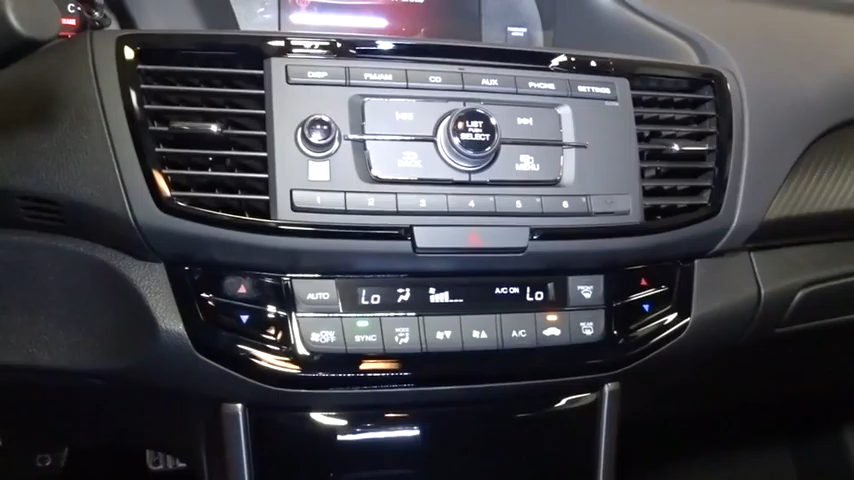 C
DISP FM/AM CD AUX PHONE SETTINGS
LIST
PUSH
SELECT
BACK MENU
1 2 3 4 5 6
AUTO Lo A/C ON Lo FRONT
ON/OFF SYNC MODE A/C REAR